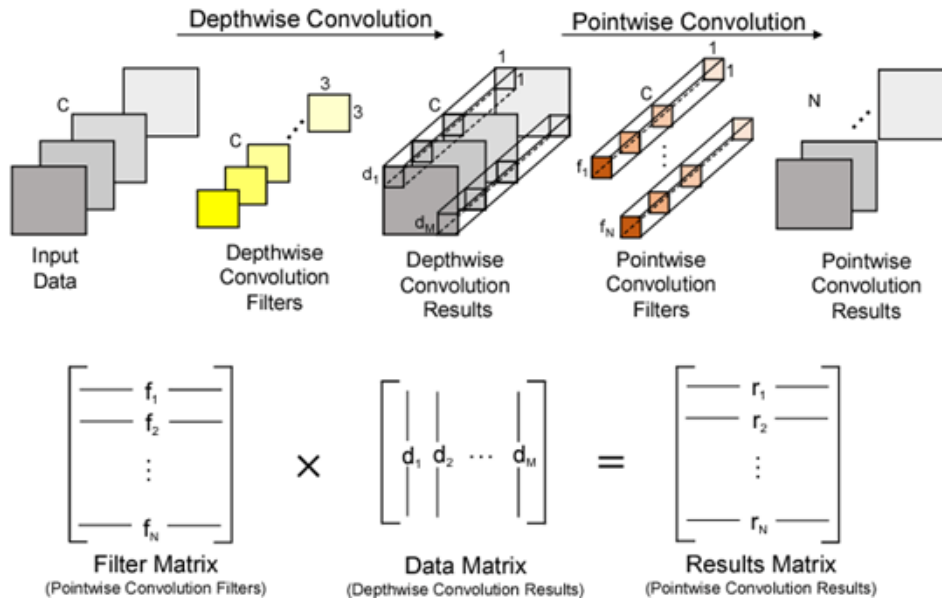 Depthwise Convolution
Pointwise Convolution
C
C
3
3
1
1
C
d1
dM
1
1
C
f1
fN
N
Input
Data
Depthwise
Convolution
Filters
Depthwise
Convolution
Results
Pointwise
Convolution
Filters
Pointwise
Convolution
Results
f1
f2
⋮
fN
×
d1 d2 ··· dM
=
r1
r2
⋮
rN
Filter Matrix
(Pointwise Convolution Filters)
Data Matrix
(Depthwise Convolution Results)
Results Matrix
(Pointwise Convolution Results)